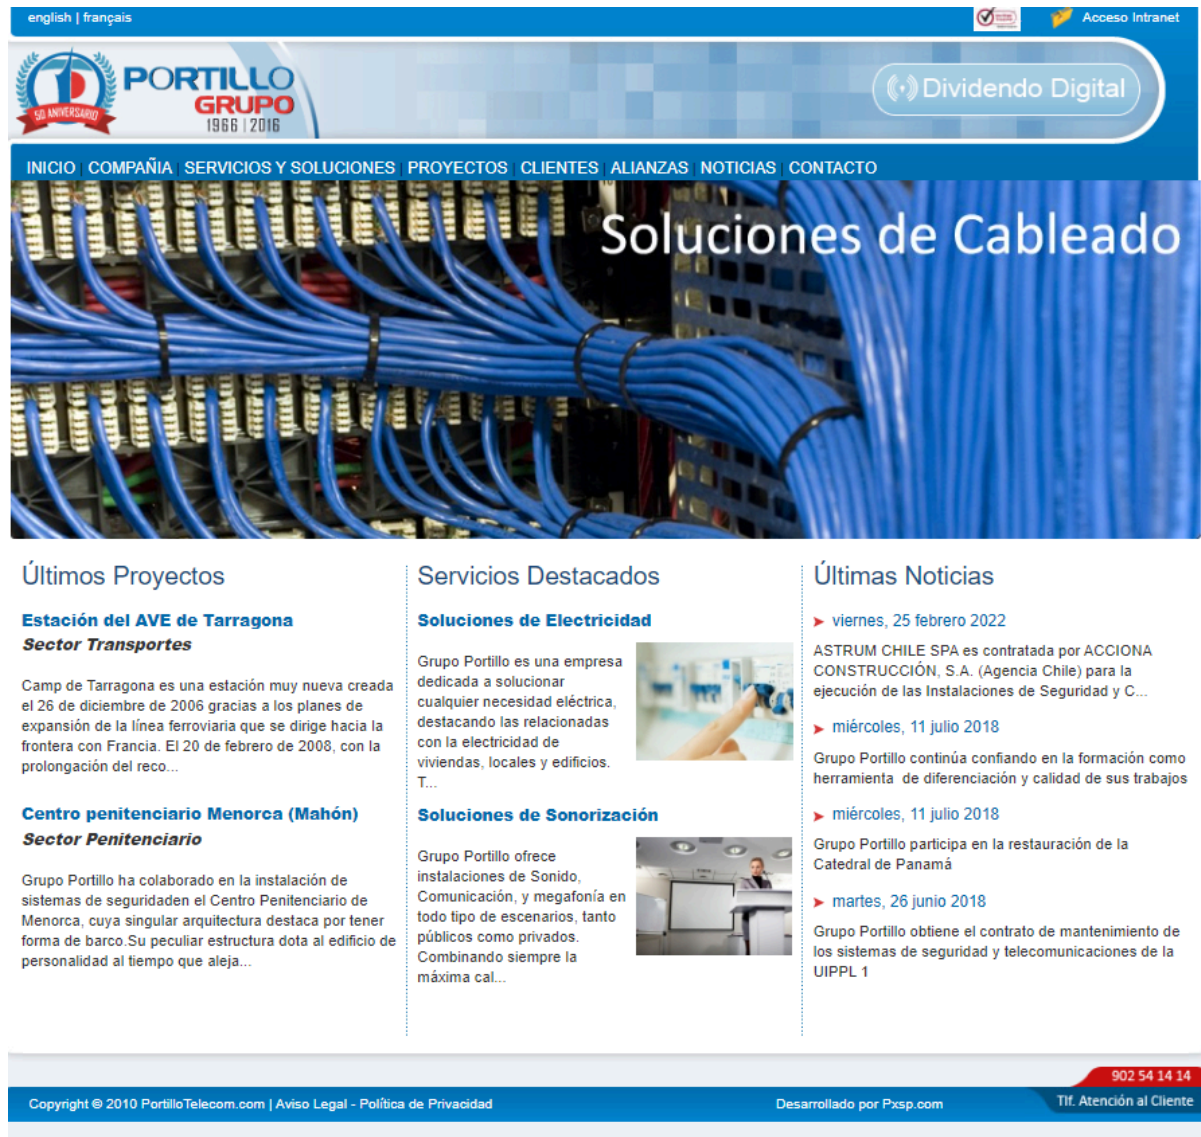 english | français
Acceso Intranet
50 ANIVERSARIO
PORTILLO
GRUPO
1966 | 2016
Dividendo Digital
INICIO | COMPAÑIA | SERVICIOS Y SOLUCIONES | PROYECTOS | CLIENTES | ALIANZAS | NOTICIAS | CONTACTO
Soluciones de Cableado
Últimos Proyectos
Estación del AVE de Tarragona
Sector Transportes
Camp de Tarragona es una estación muy nueva creada
el 26 de diciembre de 2006 gracias a los planes de
expansión de la línea ferroviaria que se dirige hacia la
frontera con Francia. El 20 de febrero de 2008, con la
prolongación del reco...
Centro penitenciario Menorca (Mahón)
Sector Penitenciario
Grupo Portillo ha colaborado en la instalación de
sistemas de seguridaden el Centro Penitenciario de
Menorca, cuya singular arquitectura destaca por tener
forma de barco.Su peculiar estructura dota al edificio de
personalidad al tiempo que aleja...
Servicios Destacados
Soluciones de Electricidad
Grupo Portillo es una empresa
dedicada a solucionar
cualquier necesidad eléctrica,
destacando las relacionadas
con la electricidad de
viviendas, locales y edificios.
T...
Soluciones de Sonorización
Grupo Portillo ofrece
instalaciones de Sonido,
Comunicación, y megafonía en
todo tipo de escenarios, tanto
públicos como privados.
Combinando siempre la
máxima cal...
Últimas Noticias
viernes, 25 febrero 2022
ASTRUM CHILE SPA es contratada por ACCIONA
CONSTRUCCIÓN, S.A. (Agencia Chile) para la
ejecución de las Instalaciones de Seguridad y C...
miércoles, 11 julio 2018
Grupo Portillo continúa confiando en la formación como
herramienta de diferenciación y calidad de sus trabajos
miércoles, 11 julio 2018
Grupo Portillo participa en la restauración de la
Catedral de Panamá
martes, 26 junio 2018
Grupo Portillo obtiene el contrato de mantenimiento de
los sistemas de seguridad y telecomunicaciones de la
UIPPL 1
902 54 14 14
Copyright © 2010 PortilloTelecom.com | Aviso Legal - Política de Privacidad
Desarrollado por Pxsp.com
Tlf. Atención al Cliente